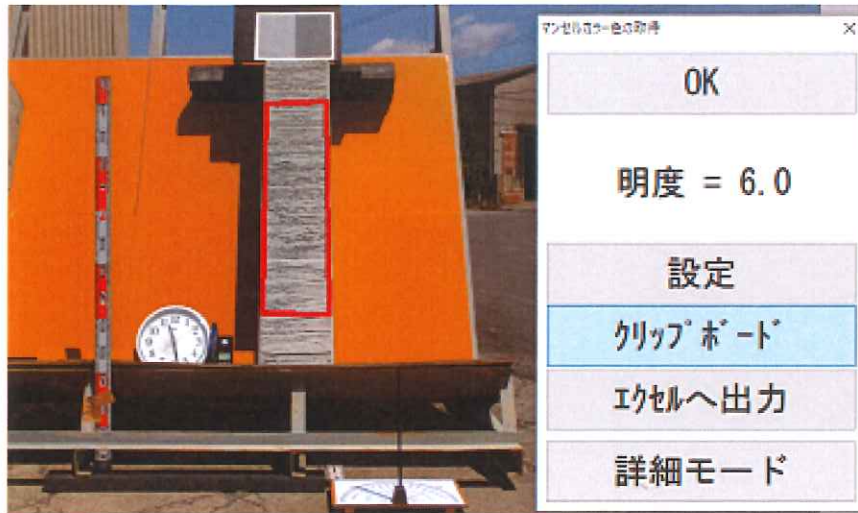 マンセルカラー色の取得
OK
明度 = 6.0
設定
クリップボード
エクセルへ出力
詳細モード